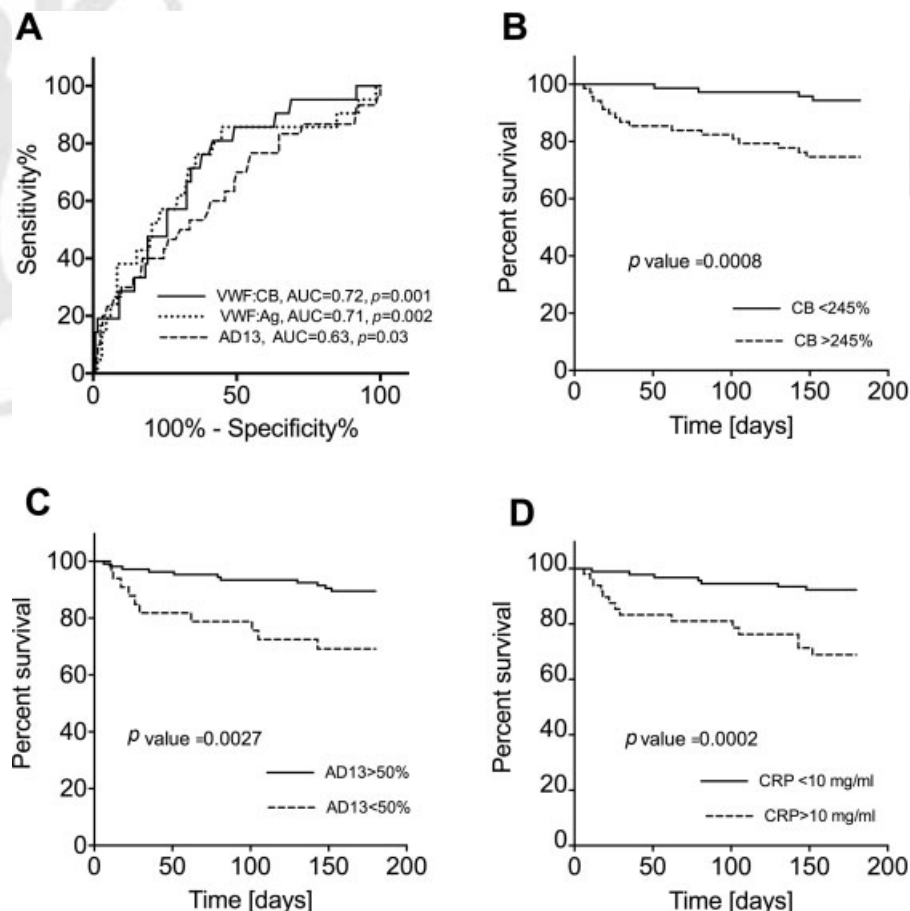 A
Sensitivity%
100
80
60
40
20
0
0 50 100
100% - Specificity%
VWF:CB, AUC=0.72, p=0.001
VWF:Ag, AUC=0.71, p=0.002
AD13, AUC=0.63, p=0.03
B
Percent survival
100
80
60
40
20
0
0 50 100 150 200
Time [days]
p value =0.0008
CB <245%
CB >245%
C
Percent survival
100
80
60
40
20
0
0 50 100 150 200
Time [days]
p value =0.0027
AD13>50%
AD13<50%
D
Percent survival
100
80
60
40
20
0
0 50 100 150 200
Time [days]
p value =0.0002
CRP <10 mg/ml
CRP>10 mg/ml